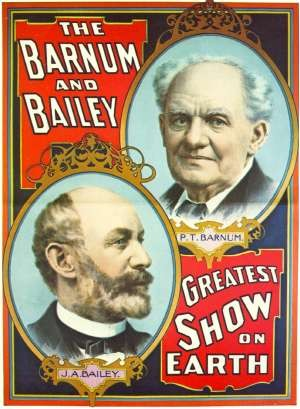 THE
BARNUM
AND
BAILEY
P.T. BARNUM.
J.A. BAILEY.
GREATEST
SHOW
ON
EARTH